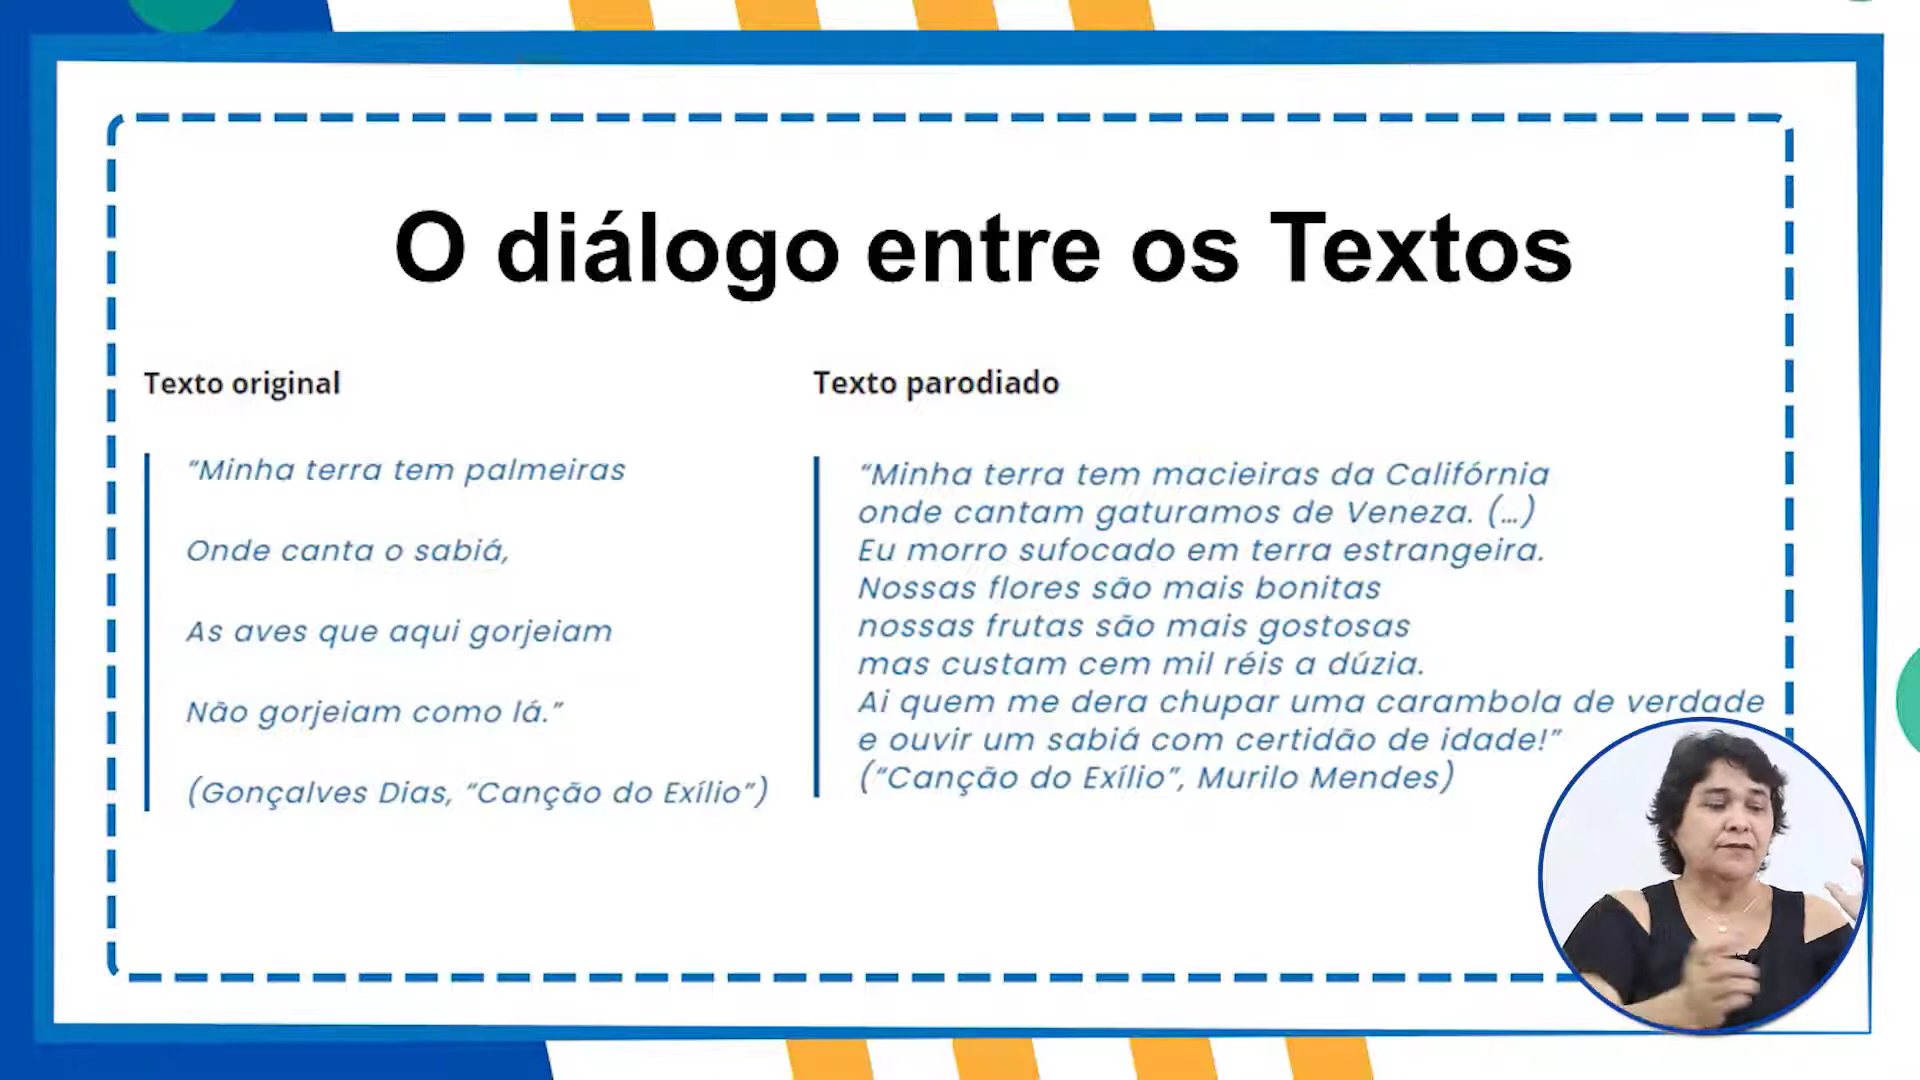 O diálogo entre os Textos
Texto original
“Minha terra tem palmeiras
Onde canta o sabiá,
As aves que aqui gorjeiam
Não gorjeiam como lá.”
(Gonçalves Dias, “Canção do Exílio”)
Texto parodiado
“Minha terra tem macieiras da Califórnia
onde cantam gaturamos de Veneza. (…)
Eu morro sufocado em terra estrangeira.
Nossas flores são mais bonitas
nossas frutas são mais gostosas
mas custam cem mil réis a dúzia.
Ai quem me dera chupar uma carambola de verdade
e ouvir um sabiá com certidão de idade!”
(“Canção do Exílio”, Murilo Mendes)